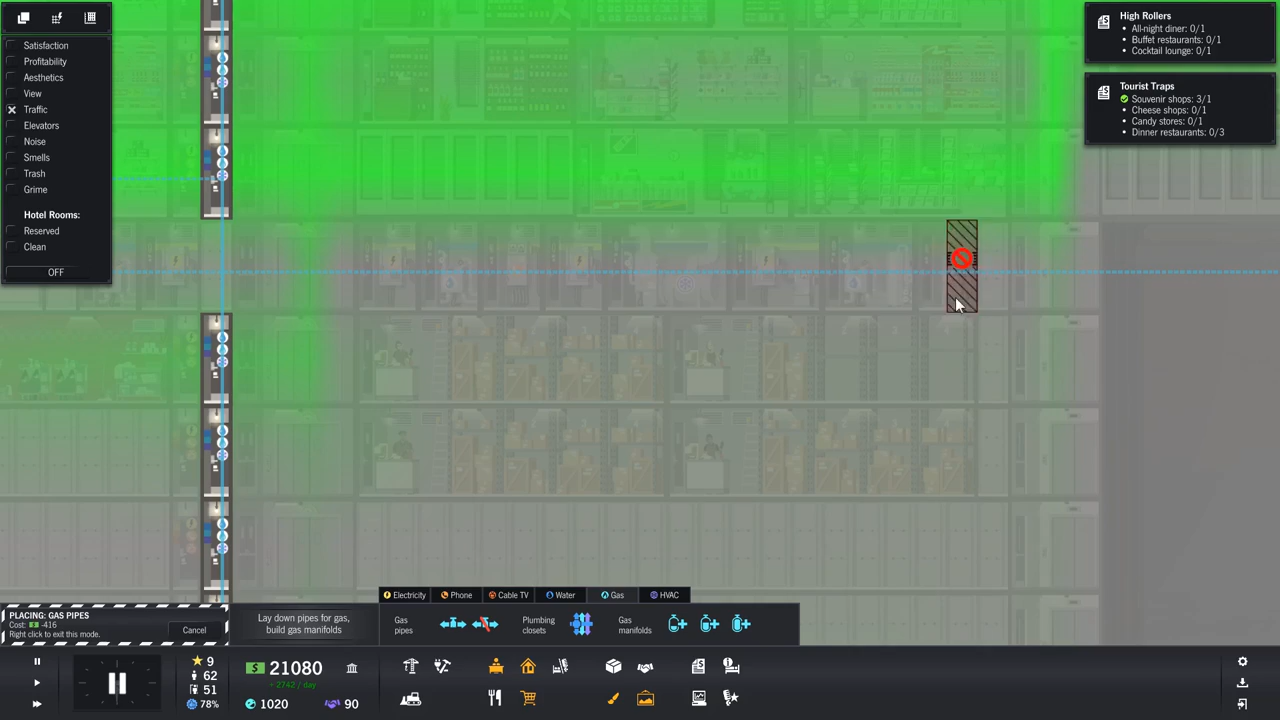 Satisfaction
Profitability
Aesthetics
View
Traffic
Elevators
Noise
Smells
Trash
Grime
Hotel Rooms:
Reserved
Clean
OFF
High Rollers
• All-night diner: 0/1
• Buffet restaurants: 0/1
• Cocktail lounge: 0/1
Tourist Traps
Souvenir shops: 3/1
• Cheese shops: 0/1
• Candy stores: 0/1
• Dinner restaurants: 0/3
Electricity
Phone
Cable TV
Water
Gas
HVAC
PLACING: GAS PIPES
Cost: $ -416
Right click to exit this mode.
Cancel
Lay down pipes for gas,
build gas manifolds
Gas
pipes
Plumbing
closets
Gas
manifolds
9
62
51
78%
$ 21080
+2742 / day
1020
90